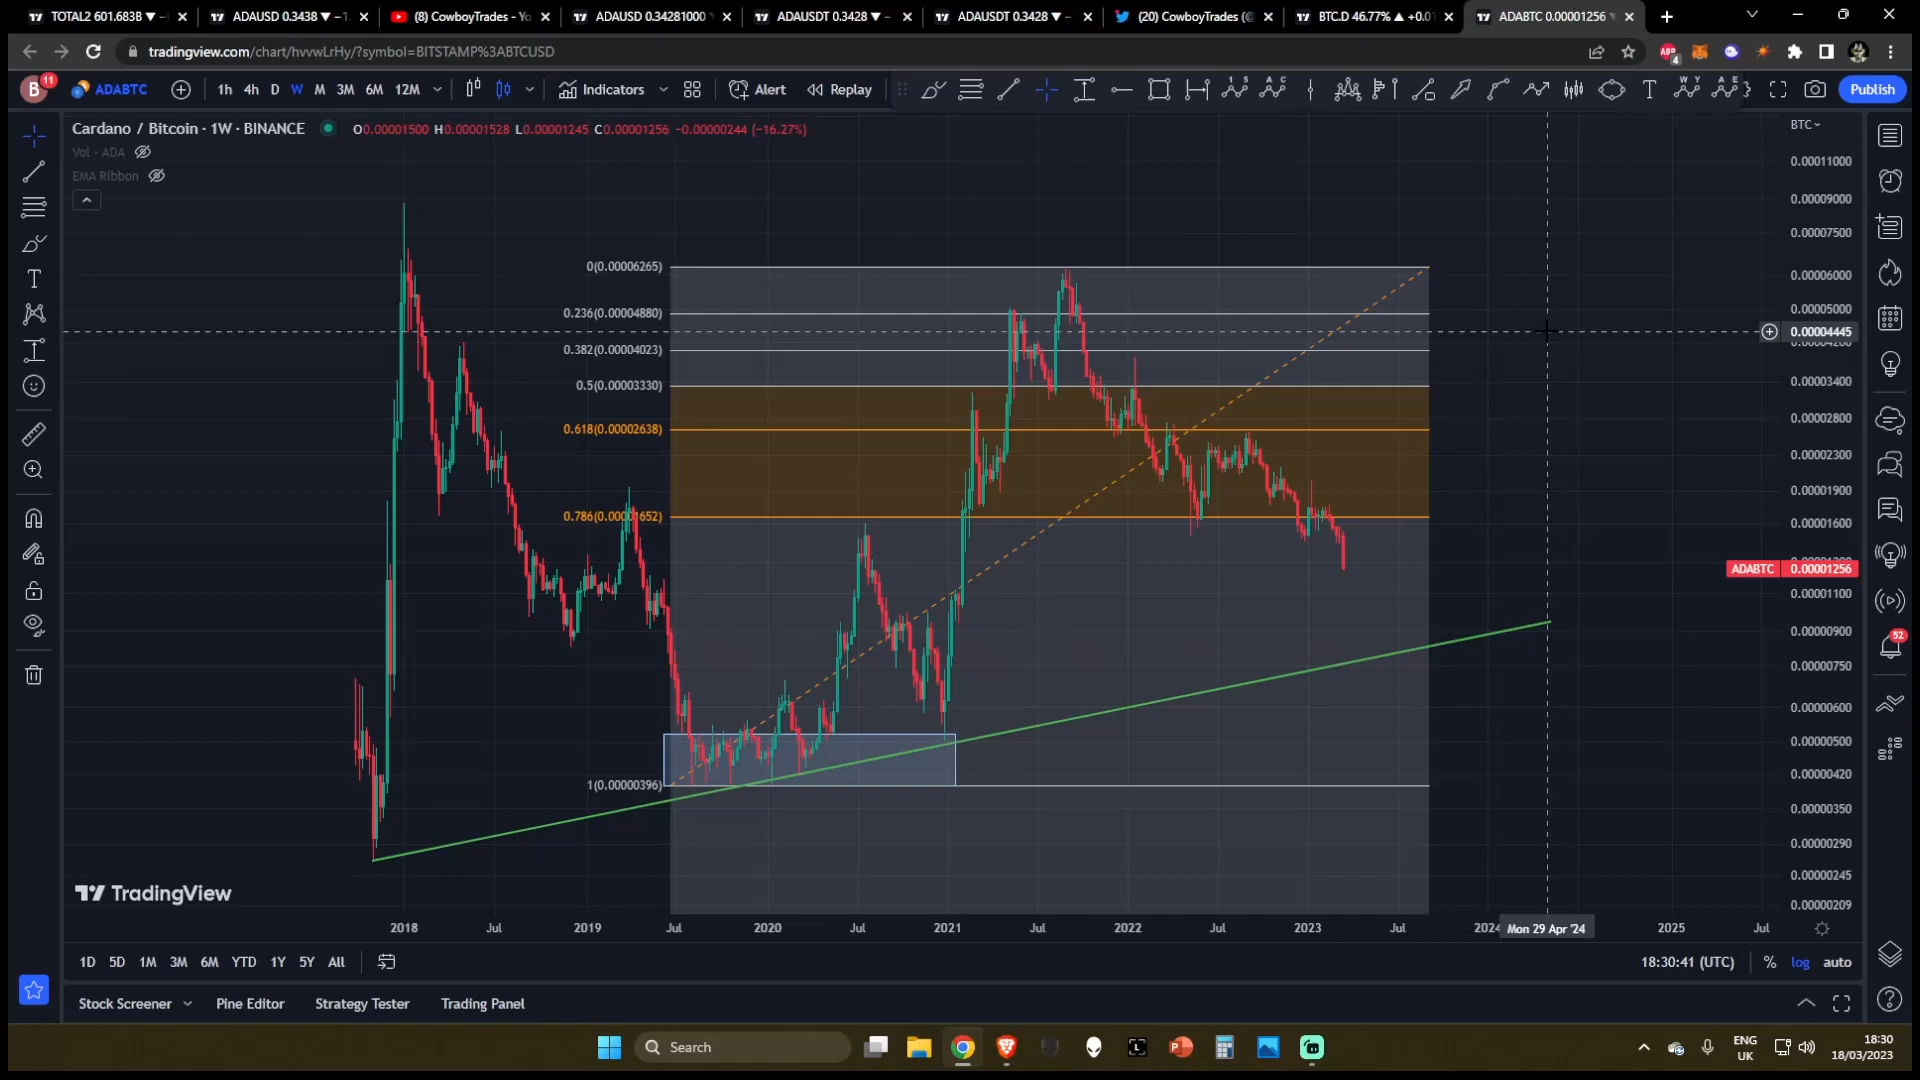 TOTAL2 601.683B ▼ −
ADAUSD 0.3438 ▼ −1.
(8) CowboyTrades - Yo
ADAUSD 0.34281000
ADAUSDT 0.3428 ▼ −
ADAUSDT 0.3428 ▼ −
(20) CowboyTrades (@
BTC.D 46.77% ▲ +0.0
ADABTC 0.00001256
tradingview.com/chart/hvvwLrHy/?symbol=BITSTAMP%3ABTCUSD
B 11 ADABTC 1h 4h D W M 3M 6M 12M Indicators Alert Replay Publish
Cardano / Bitcoin · 1W · BINANCE O0.00001500 H0.00001528 L0.00001245 C0.00001256 −0.00000244 (−16.27%)
Vol · ADA
EMA Ribbon
BTC
0.00011000
0.00009000
0.00007500
0(0.00006265)
0.00006000
0.236(0.00004880)
0.00005000
0.00004445
0.382(0.00004023)
0.5(0.00003330)
0.00003400
0.618(0.00002638)
0.00002800
0.00002300
0.00001900
0.786(0.00001652)
0.00001600
ADABTC 0.00001256
0.00001100
0.00000900
52
0.00000750
0.00000600
0.00000500
1(0.00000396)
0.00000420
0.00000350
0.00000290
0.00000245
0.00000209
TradingView
2018 Jul 2019 Jul 2020 Jul 2021 Jul 2022 Jul 2023 Jul 2024 Mon 29 Apr '24 2025 Jul
1D 5D 1M 3M 6M YTD 1Y 5Y All 18:30:41 (UTC) % log auto
Stock Screener Pine Editor Strategy Tester Trading Panel
Search
ENG
UK
18:30
18/03/2023